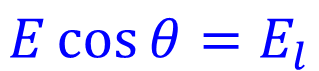 E cos θ = E_l